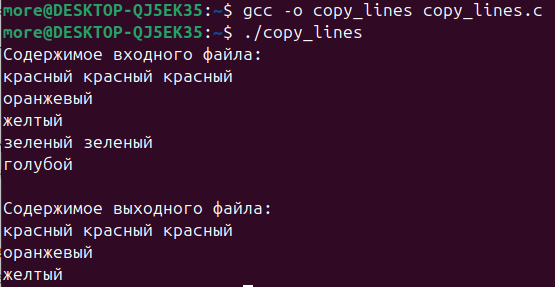 more@DESKTOP-QJ5EK35:~$ gcc -o copy_lines copy_lines.c
more@DESKTOP-QJ5EK35:~$ ./copy_lines
Содержимое входного файла:
красный красный красный
оранжевый
желтый
зеленый зеленый
голубой

Содержимое выходного файла:
красный красный красный
оранжевый
желтый